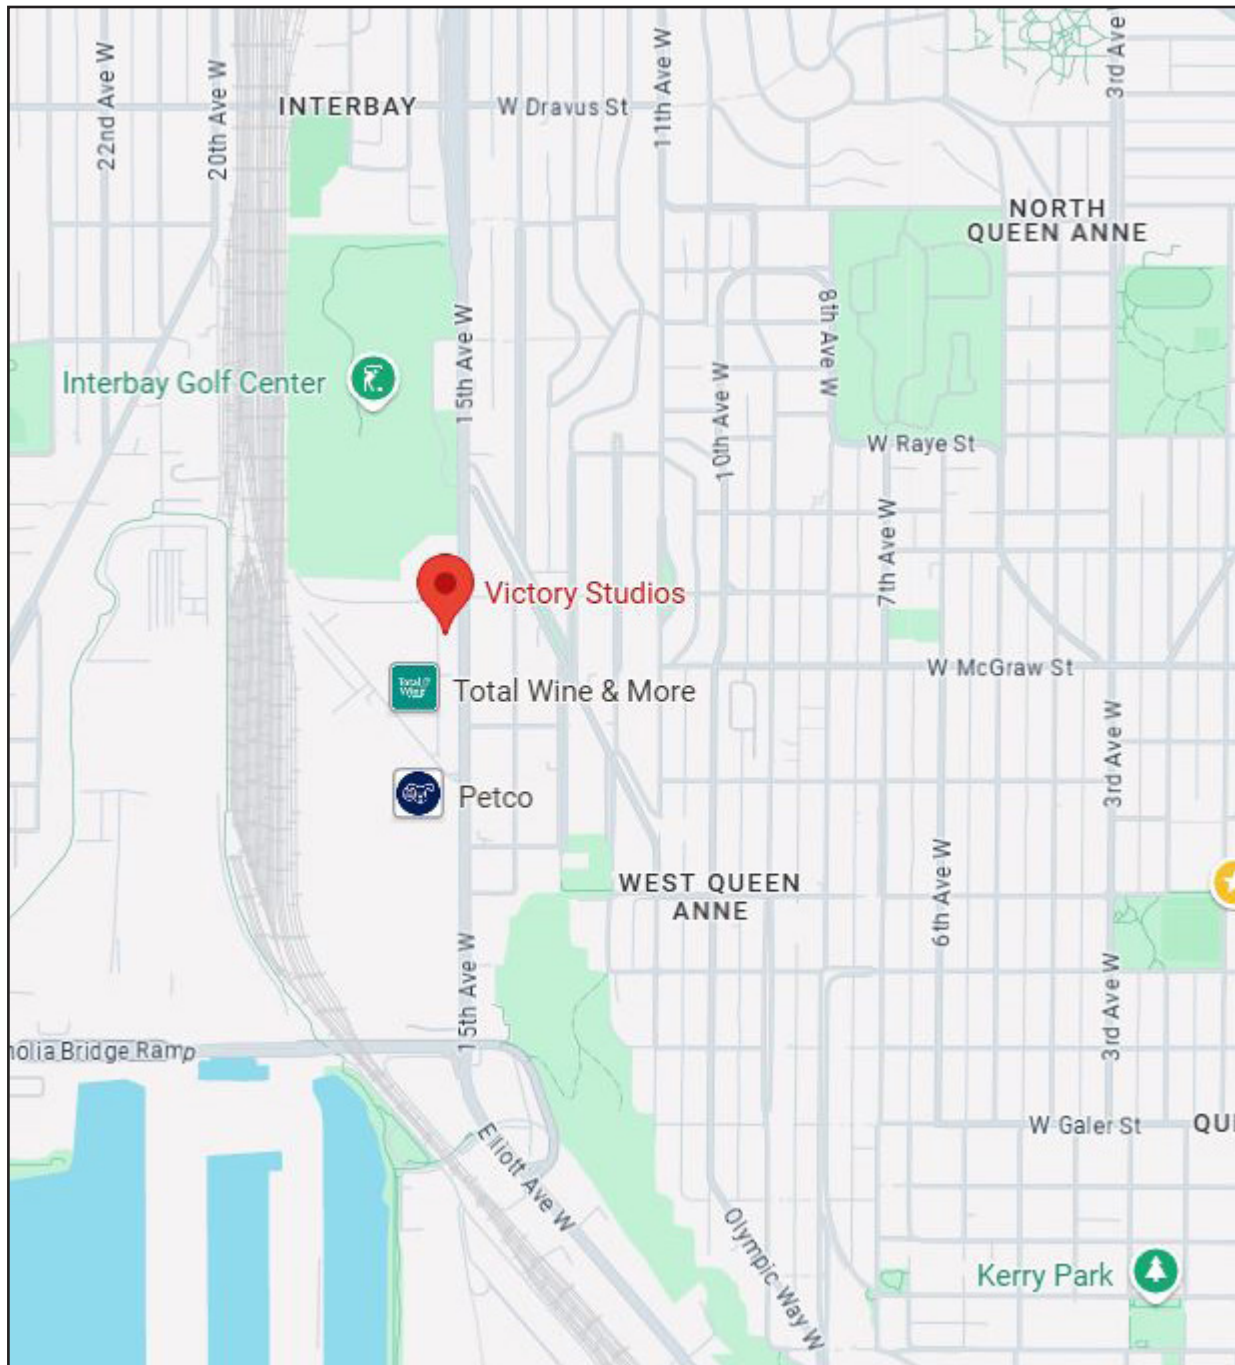 22nd Ave W
20th Ave W
INTERBAY
W Dravus St
11th Ave W
3rd Ave W
NORTH
QUEEN ANNE
15th Ave W
8th Ave W
Interbay Golf Center
10th Ave W
W Raye St
7th Ave W
Victory Studios
W McGraw St
Total Wine
Total Wine & More
3rd Ave W
Petco
WEST QUEEN
ANNE
6th Ave W
15th Ave W
3rd Ave W
nolia Bridge Ramp
W Galer St
QUE
Elliott Ave W
Olympic Way W
Kerry Park